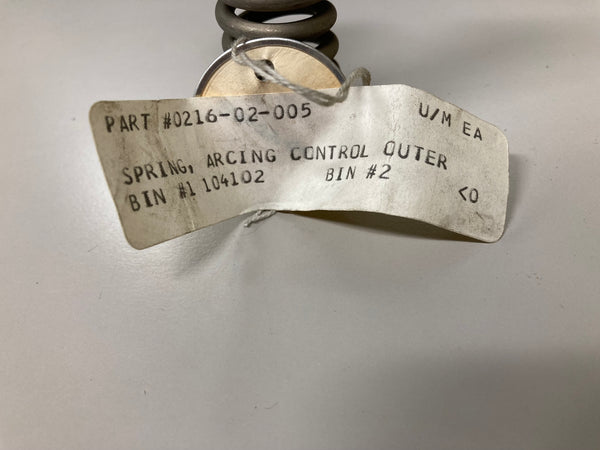 PART #0216-02-005 U/M EA
SPRING, ARCING CONTROL OUTER
BIN #1 104102 BIN #2 <0